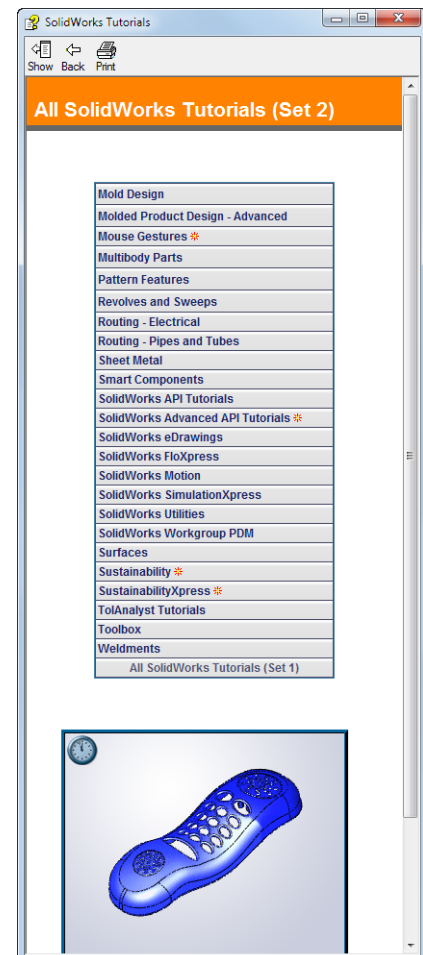 SolidWorks Tutorials
Show Back Print
All SolidWorks Tutorials (Set 2)
Mold Design
Molded Product Design - Advanced
Mouse Gestures
Multibody Parts
Pattern Features
Revolves and Sweeps
Routing - Electrical
Routing - Pipes and Tubes
Sheet Metal
Smart Components
SolidWorks API Tutorials
SolidWorks Advanced API Tutorials
SolidWorks eDrawings
SolidWorks FloXpress
SolidWorks Motion
SolidWorks SimulationXpress
SolidWorks Utilities
SolidWorks Workgroup PDM
Surfaces
Sustainability
SustainabilityXpress
TolAnalyst Tutorials
Toolbox
Weldments
All SolidWorks Tutorials (Set 1)